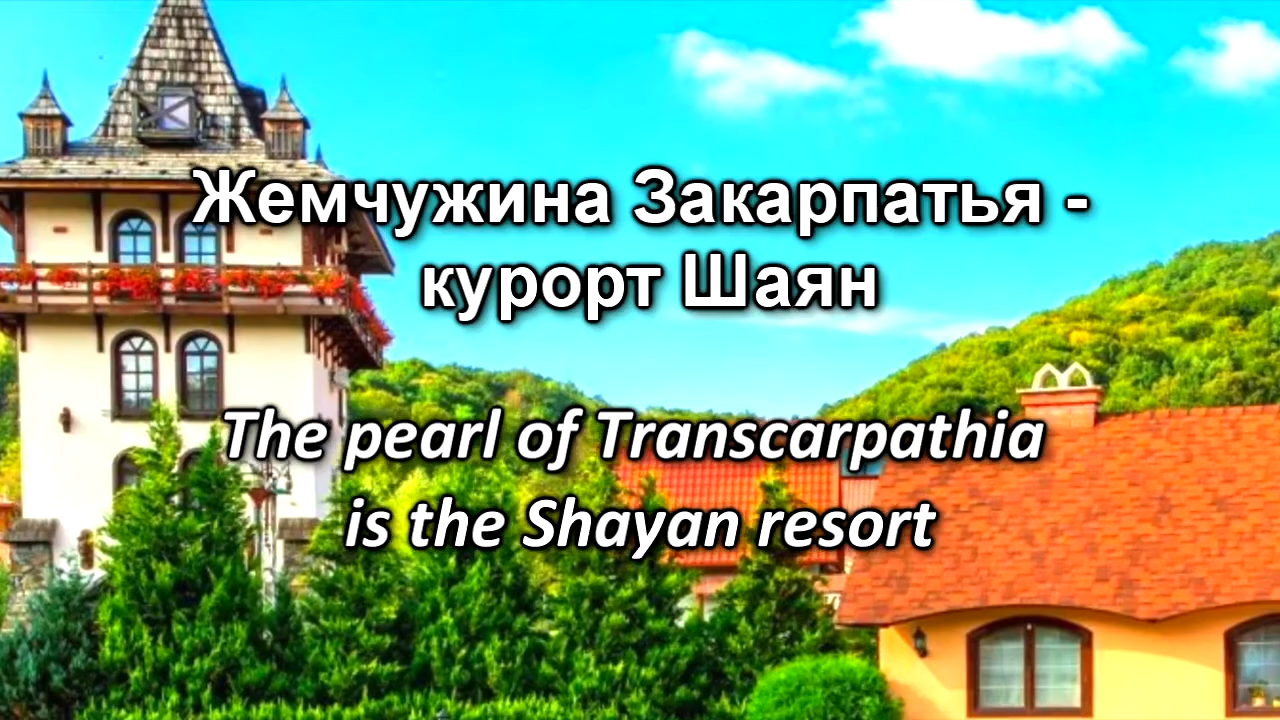 Жемчужина Закарпатья -
курорт Шаян
The pearl of Transcarpathia
is the Shayan resort